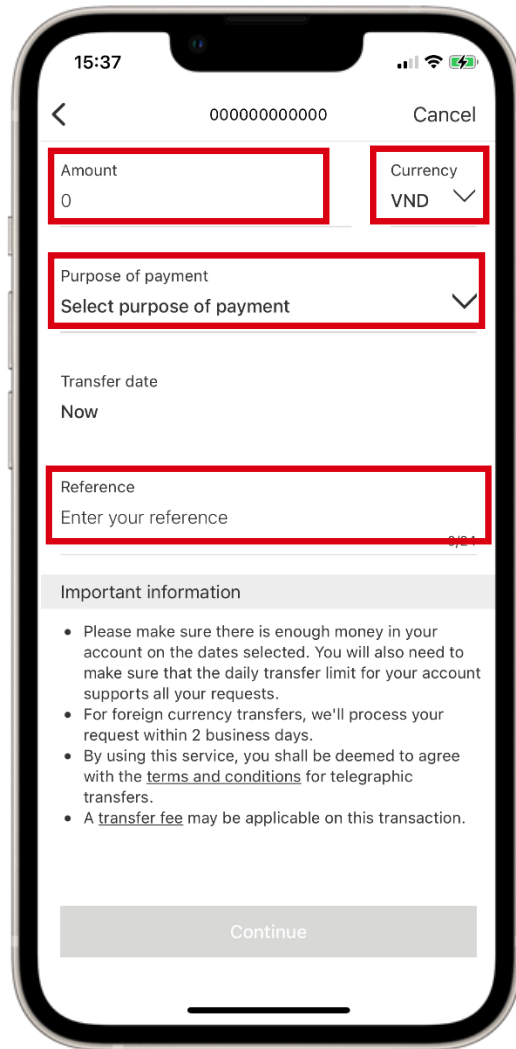 15:37
000000000000 Cancel
Amount Currency
0 VND
Purpose of payment
Select purpose of payment
Transfer date
Now
Reference
Enter your reference
0/24
Important information
• Please make sure there is enough money in your
account on the dates selected. You will also need to
make sure that the daily transfer limit for your account
supports all your requests.
• For foreign currency transfers, we'll process your
request within 2 business days.
• By using this service, you shall be deemed to agree
with the terms and conditions for telegraphic
transfers.
• A transfer fee may be applicable on this transaction.
Continue